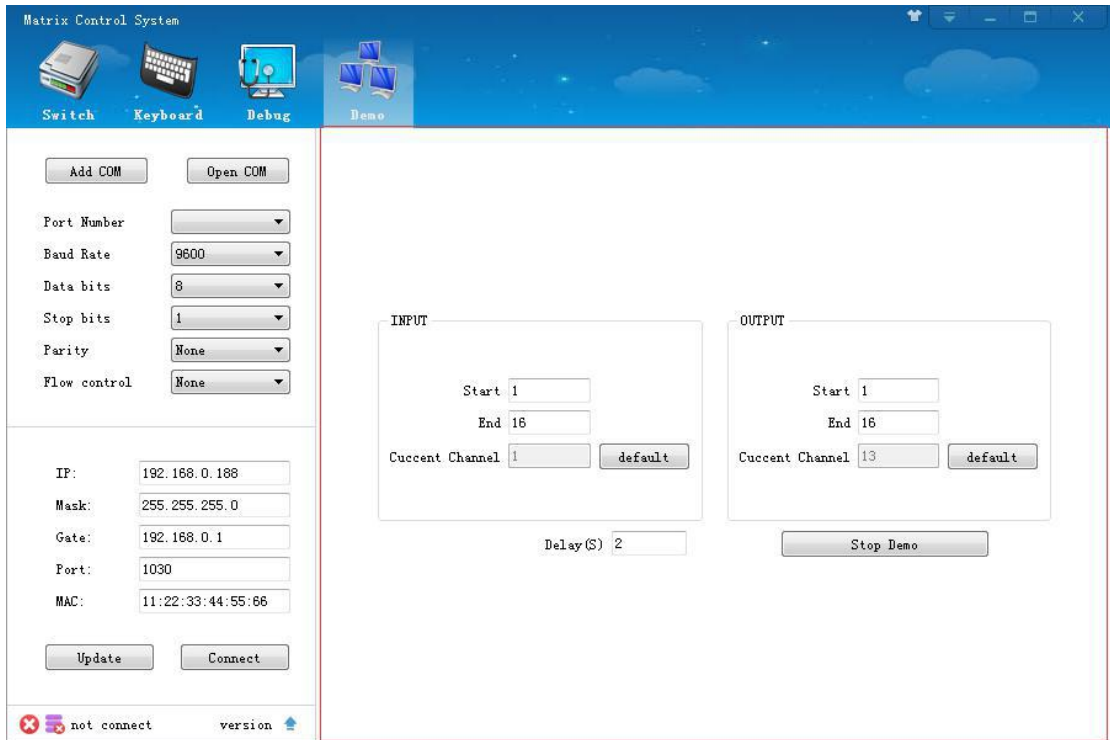 Matrix Control System
Switch Keyboard Debug Demo
Add COM Open COM
Port Number
Baud Rate 9600
Data bits 8
Stop bits 1
Parity None
Flow control None
IP: 192.168.0.188
Mask: 255.255.255.0
Gate: 192.168.0.1
Port: 1030
MAC: 11:22:33:44:55:66
Update Connect
not connect version
INPUT
Start 1
End 16
Cuccent Channel 1 default
OUTPUT
Start 1
End 16
Cuccent Channel 13 default
Delay(S) 2
Stop Demo